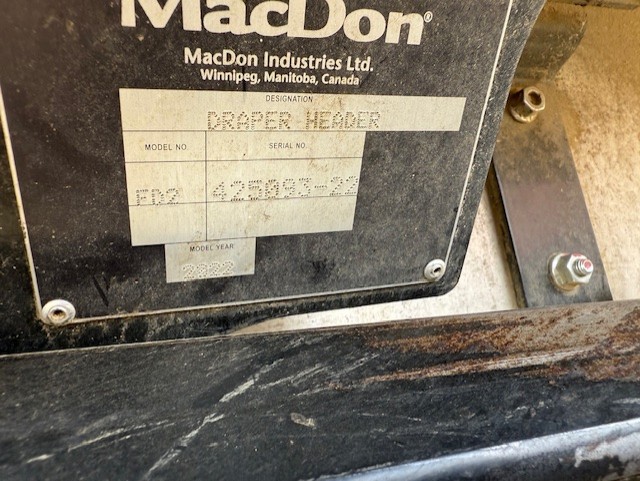 MacDon®
MacDon Industries Ltd.
Winnipeg, Manitoba, Canada
DESIGNATION
DRAPER HEADER
MODEL NO. SERIAL NO.
FD2 425093-22
MODEL YEAR
2022